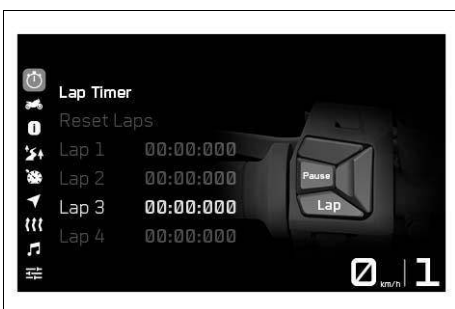 Lap Timer
Reset Laps
Lap 1 00:00:000
Lap 2 00:00:000
Lap 3 00:00:000
Lap 4 00:00:000
Pause
Lap
0 km/h 1